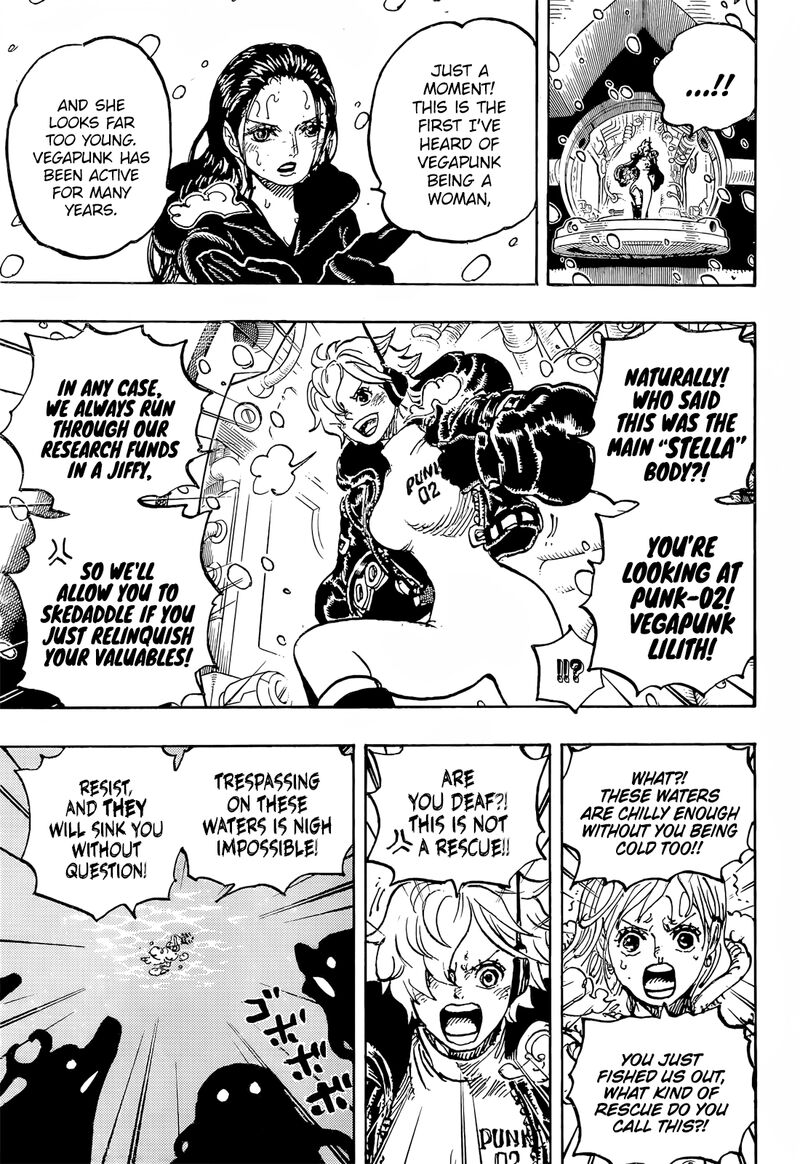 ...!!
JUST A
MOMENT!
THIS IS THE
FIRST I'VE
HEARD OF
VEGAPUNK
BEING A
WOMAN,
AND SHE
LOOKS FAR
TOO YOUNG.
VEGAPUNK HAS
BEEN ACTIVE
FOR MANY
YEARS.
NATURALLY!
WHO SAID
THIS WAS THE
MAIN "STELLA"
BODY?!
YOU'RE
LOOKING AT
PUNK-02!
VEGAPUNK
LILITH!
!!?
PUNK
02
IN ANY CASE,
WE ALWAYS RUN
THROUGH OUR
RESEARCH FUNDS
IN A JIFFY,
SO WE'LL
ALLOW YOU TO
SKEDADDLE IF YOU
JUST RELINQUISH
YOUR VALUABLES!
WHAT?!
THESE WATERS
ARE CHILLY ENOUGH
WITHOUT YOU BEING
COLD TOO!!
YOU JUST
FISHED US OUT,
WHAT KIND OF
RESCUE DO YOU
CALL THIS?!
ARE
YOU DEAF?!
THIS IS NOT
A RESCUE!!
PUNK
02
TRESPASSING
ON THESE
WATERS IS NIGH
IMPOSSIBLE!
RESIST,
AND THEY
WILL SINK YOU
WITHOUT
QUESTION!
ゴボゴボ